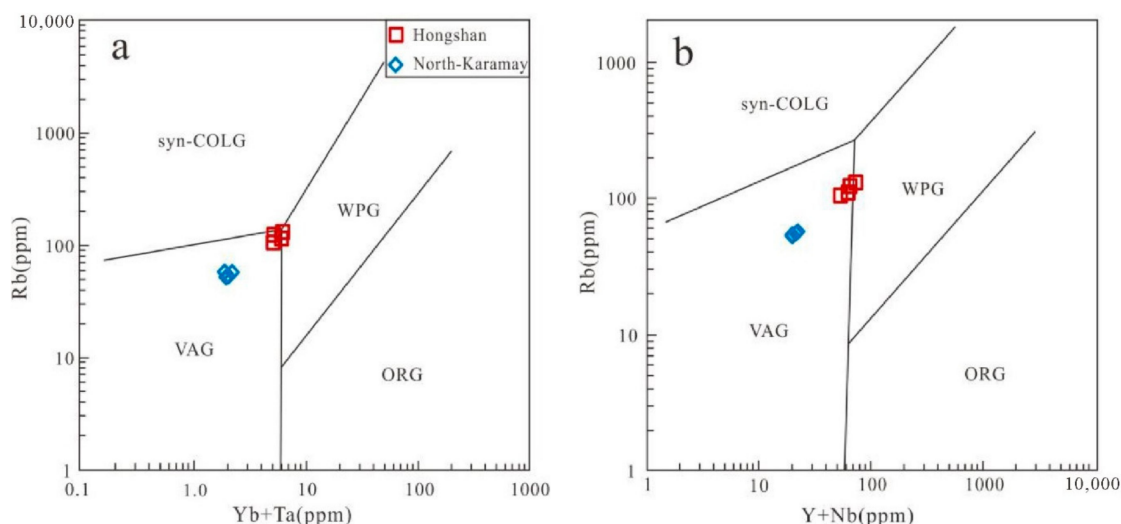 a
Hongshan
North-Karamay
syn-COLG
WPG
VAG
ORG
10,000
1000
100
10
1
Rb(ppm)
0.1
1.0
10
100
1000
Yb+Ta(ppm)
b
syn-COLG
WPG
VAG
ORG
1000
100
10
1
Rb(ppm)
1
10
100
1000
10,000
Y+Nb(ppm)